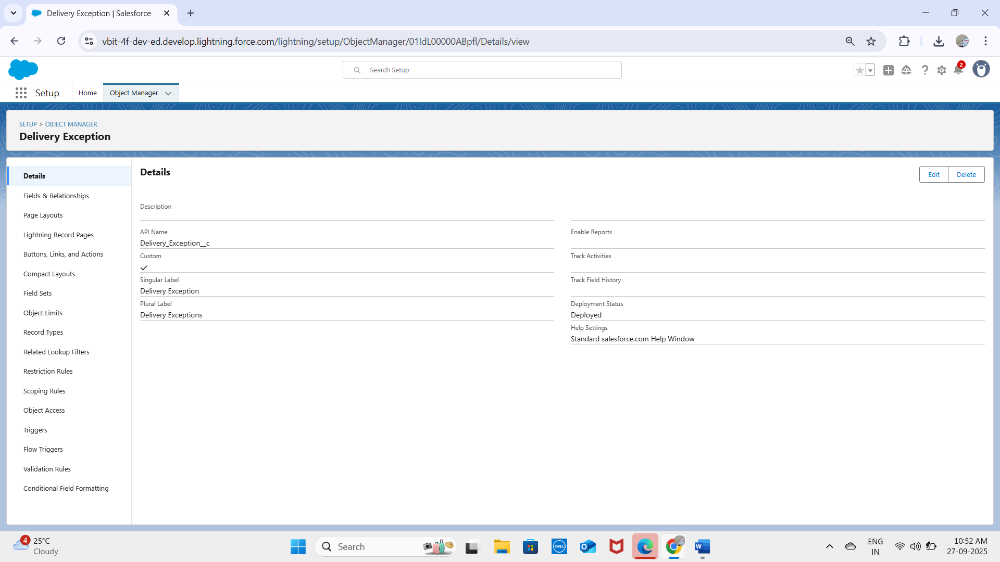 Delivery Exception | Salesforce
vbit-4f-dev-ed.develop.lightning.force.com/lightning/setup/ObjectManager/01IdL00000ABpfl/Details/view
Search Setup
2
Setup
Home
Object Manager
SETUP > OBJECT MANAGER
Delivery Exception
Details
Fields & Relationships
Page Layouts
Lightning Record Pages
Buttons, Links, and Actions
Compact Layouts
Field Sets
Object Limits
Record Types
Related Lookup Filters
Restriction Rules
Scoping Rules
Object Access
Triggers
Flow Triggers
Validation Rules
Conditional Field Formatting
Details
Edit
Delete
Description
API Name
Delivery_Exception__c
Custom
Singular Label
Delivery Exception
Plural Label
Delivery Exceptions
Enable Reports
Track Activities
Track Field History
Deployment Status
Deployed
Help Settings
Standard salesforce.com Help Window
4
25°C
Cloudy
Search
DELL
W
ENG
IN
10:52 AM
27-09-2025